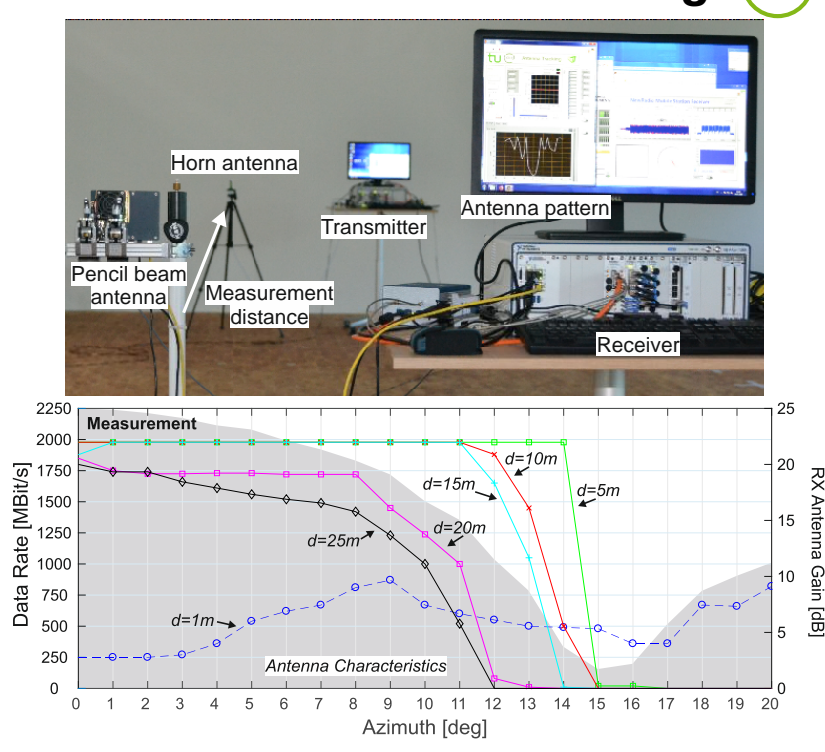 g
Horn antenna
Transmitter
Antenna pattern
Pencil beam
antenna
Measurement
distance
Receiver
tu
DELL
Measurement
Data Rate [MBit/s]
2250
2000
1750
1500
1250
1000
750
500
250
0
25
20
15
10
5
0
RX Antenna Gain [dB]
d=10m
d=15m
d=5m
d=20m
d=25m
d=1m
Antenna Characteristics
0 1 2 3 4 5 6 7 8 9 10 11 12 13 14 15 16 17 18 19 20
Azimuth [deg]